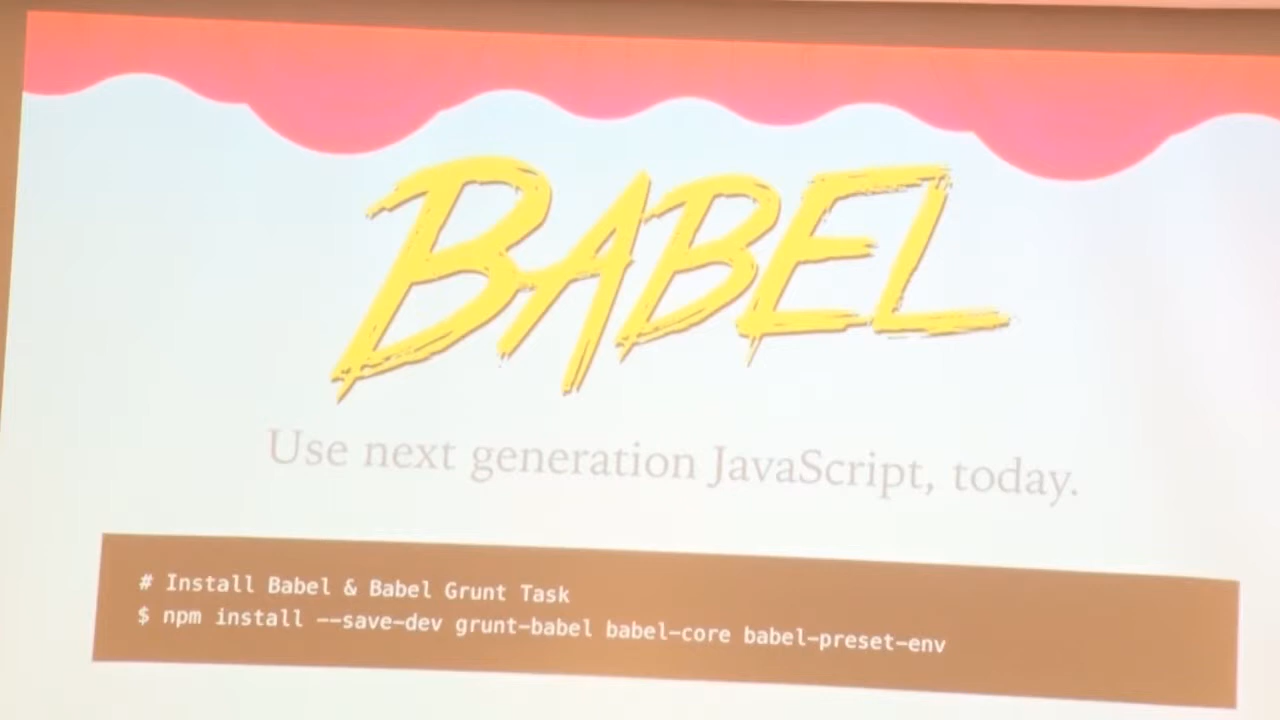 BABEL
Use next generation JavaScript, today.
# Install Babel & Babel Grunt Task
$ npm install --save-dev grunt-babel babel-core babel-preset-env